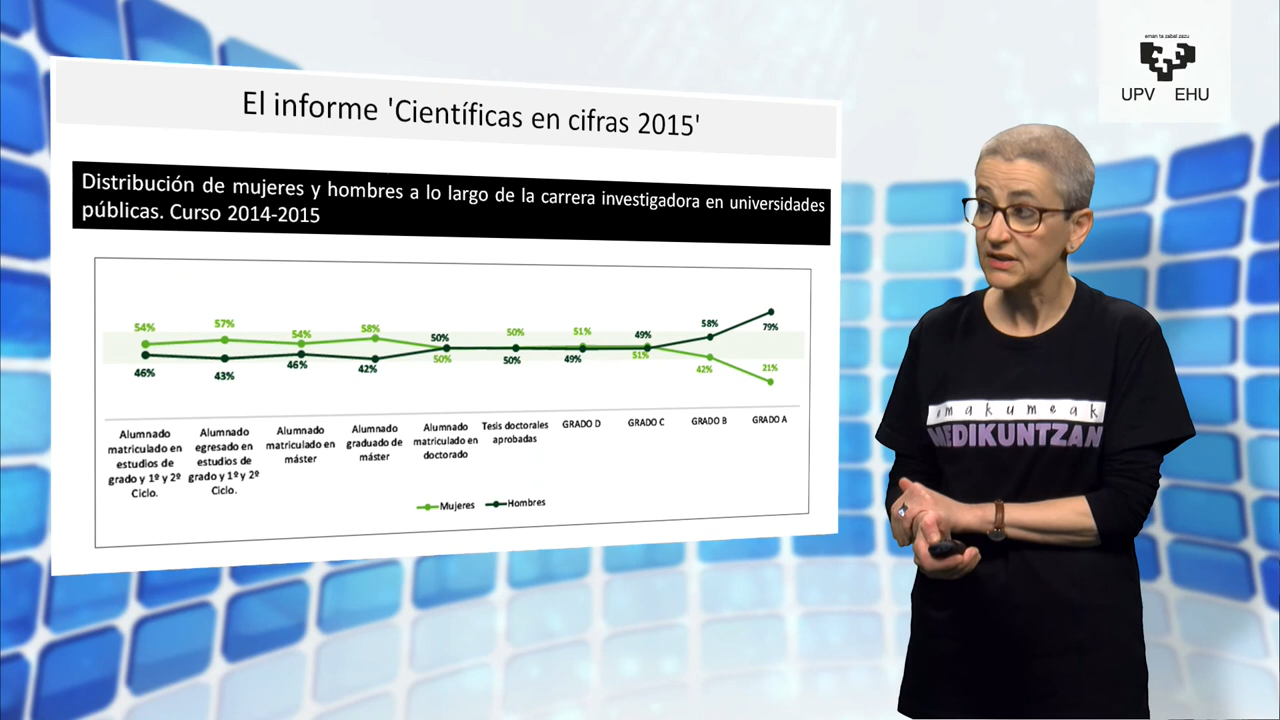 eman ta zabal zazu
UPV EHU
El informe 'Científicas en cifras 2015'
Distribución de mujeres y hombres a lo largo de la carrera investigadora en universidades
públicas. Curso 2014-2015
54% 57% 54% 58% 50% 50% 51% 49% 58% 79%
46% 43% 46% 42% 50% 50% 49% 51% 42% 21%
Alumnado
matriculado en
estudios de
grado y 1º y 2º
Ciclo.
Alumnado
egresado en
estudios de
grado y 1º y 2º
Ciclo.
Alumnado
matriculado en
máster
Alumnado
graduado de
máster
Alumnado
matriculado en
doctorado
Tesis doctorales
aprobadas
GRADO D
GRADO C
GRADO B
GRADO A
Mujeres Hombres
emakumeak
MEDIKUNTZAN